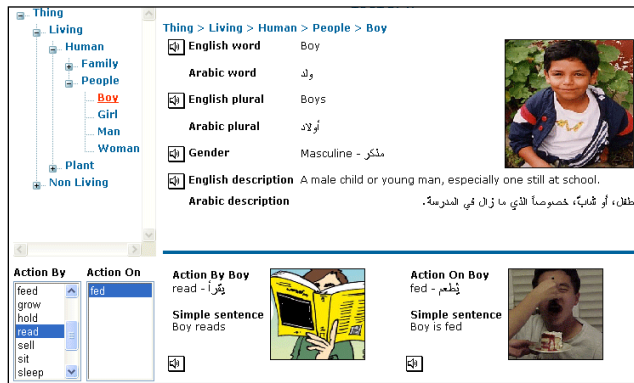 Thing
Living
Human
Family
People
Boy
Girl
Man
Woman
Plant
Non Living
Thing > Living > Human > People > Boy
English word Boy
Arabic word ولد
English plural Boys
Arabic plural أولاد
Gender Masculine - مذكر
English description A male child or young man, especially one still at school.
Arabic description طفل، أو شابّ، خصوصاً الذي ما زال في المدرسة.
Action By Action On
feed
grow
hold
read
sell
sit
sleep
fed
Action By Boy
read - يَقرأ
Simple sentence
Boy reads
Action On Boy
fed - يُطعم
Simple sentence
Boy is fed